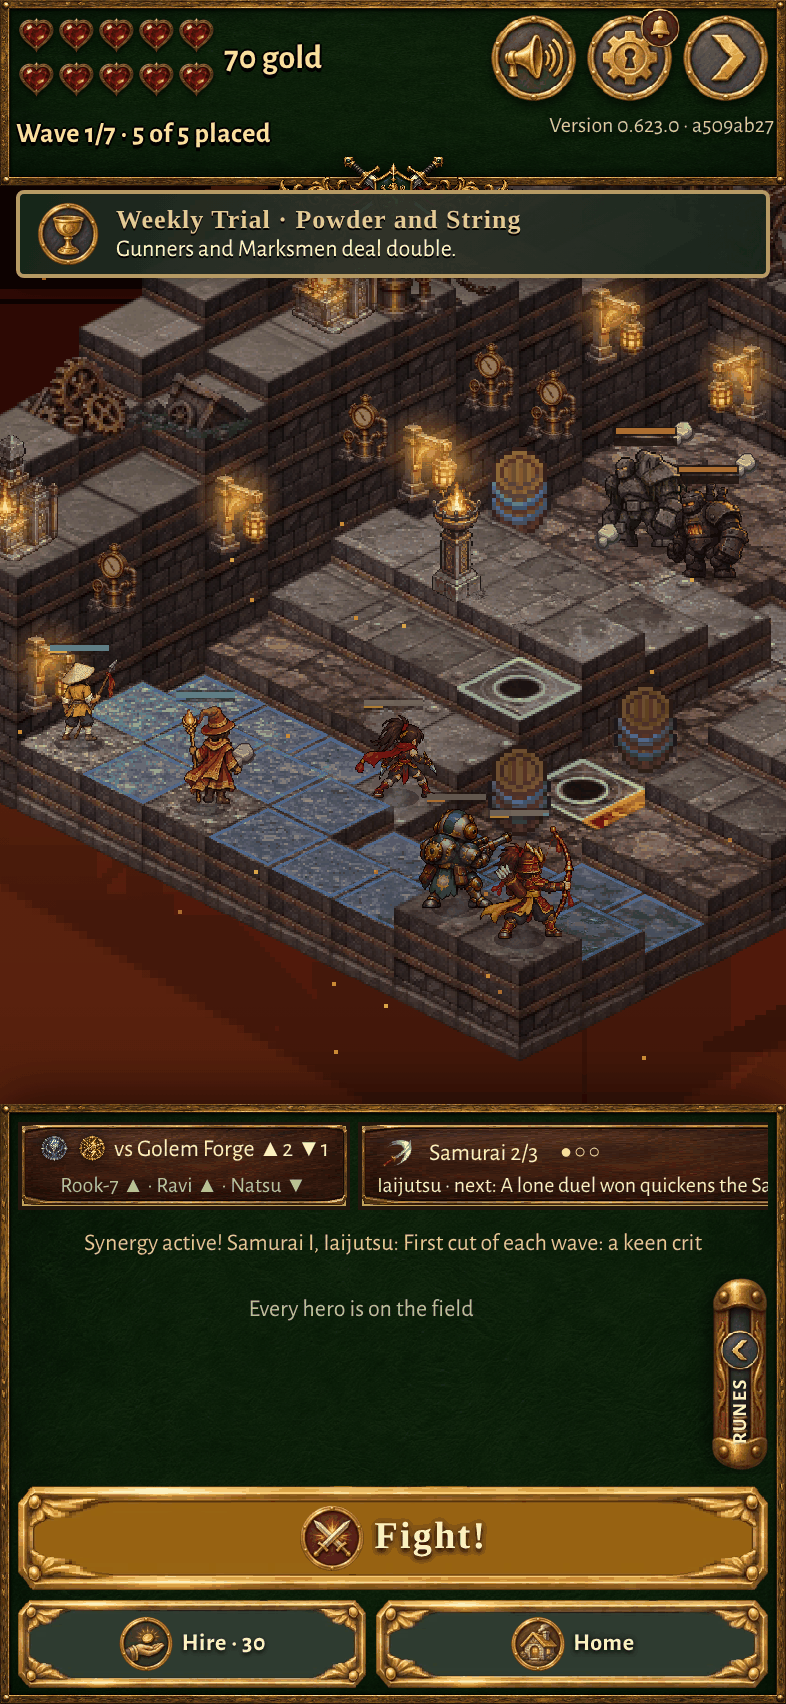 70 gold
Wave 1/7 · 5 of 5 placed
Version 0.623.0 · a509ab27
Weekly Trial · Powder and String
Gunners and Marksmen deal double.
vs Golem Forge ▲2 ▼1
Rook-7 ▲ · Ravi ▲ · Natsu ▼
Samurai 2/3 ●○○
Iaijutsu · next: A lone duel won quickens the Sa
Synergy active! Samurai I, Iaijutsu: First cut of each wave: a keen crit
Every hero is on the field
RUNES
Fight!
Hire · 30
Home